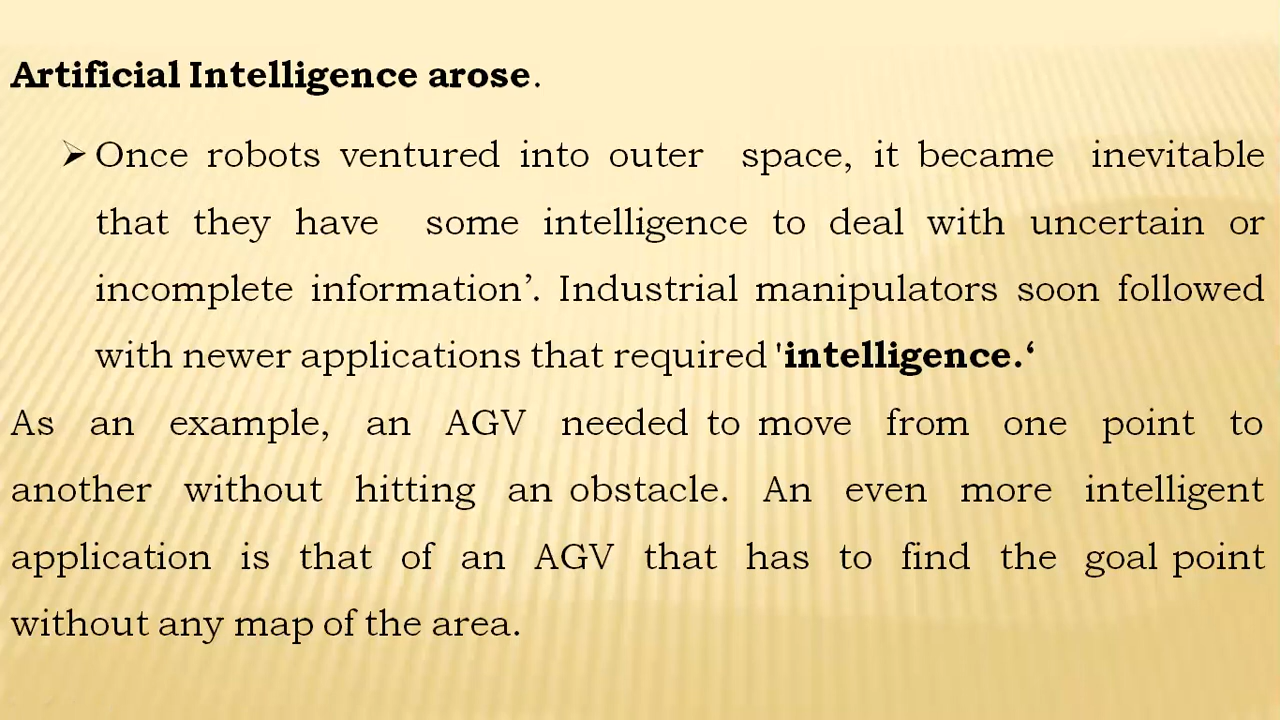 Artificial Intelligence arose.
➢ Once robots ventured into outer space, it became inevitable
that they have some intelligence to deal with uncertain or
incomplete information’. Industrial manipulators soon followed
with newer applications that required 'intelligence.‘
As an example, an AGV needed to move from one point to
another without hitting an obstacle. An even more intelligent
application is that of an AGV that has to find the goal point
without any map of the area.